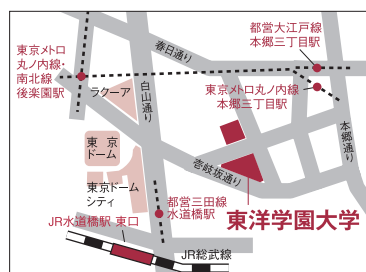 東京メトロ
丸ノ内線・
南北線
後楽園駅
春日通り
都営大江戸線
本郷三丁目駅
ラクーア
白山通り
東京メトロ丸ノ内線
本郷三丁目駅
本郷通り
東京
ドーム
壱岐坂通り
東京ドーム
シティ
都営三田線
水道橋駅
東洋学園大学
JR水道橋駅 東口
JR総武線